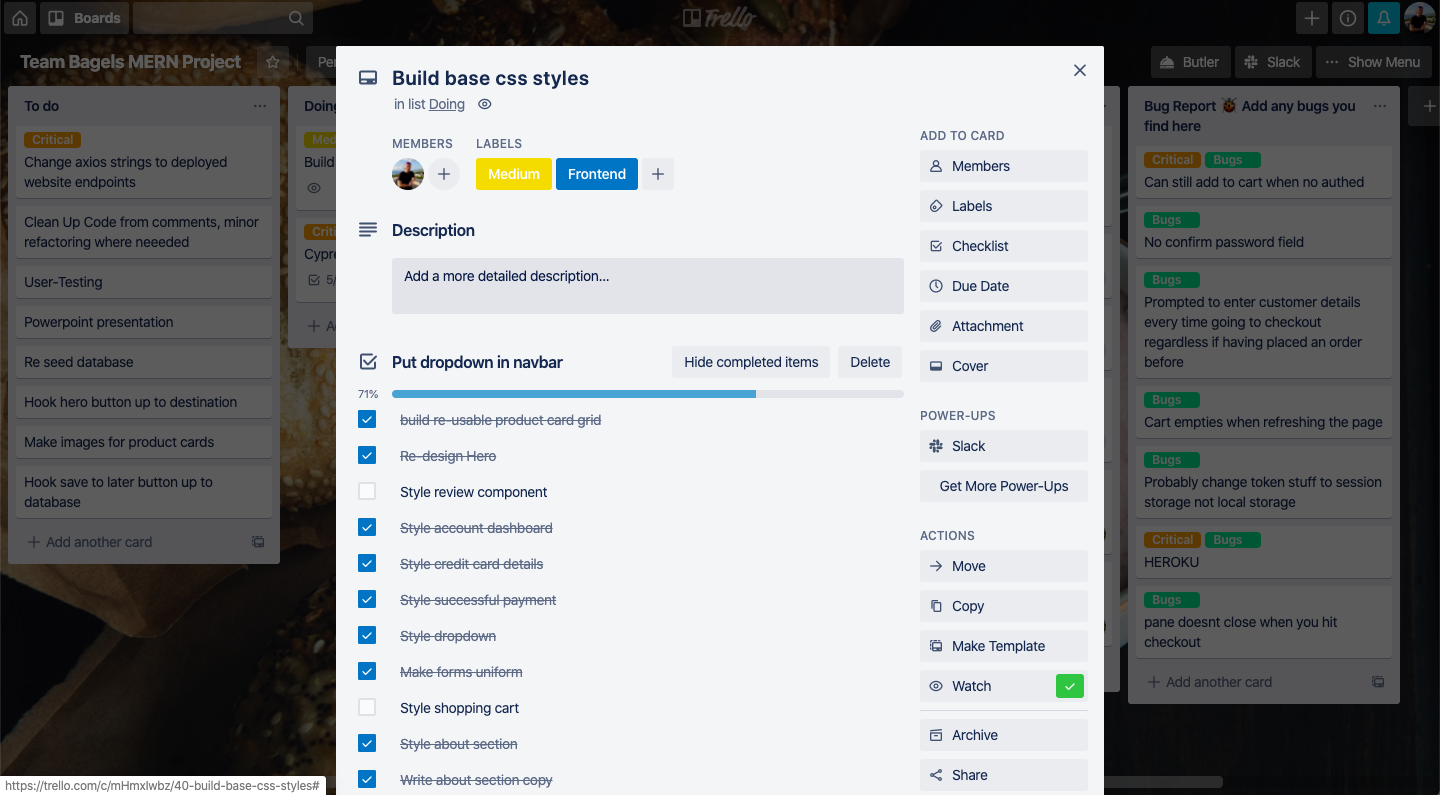 Boards
Trello
Team Bagels MERN Project
Butler
Slack
Show Menu
To do
Critical
Change axios strings to deployed
website endpoints
Clean Up Code from comments, minor
refactoring where neeeded
User-Testing
Powerpoint presentation
Re seed database
Hook hero button up to destination
Make images for product cards
Hook save to later button up to
database
Add another card
Doing
Build
5/
Build base css styles
in list Doing
MEMBERS
LABELS
Medium
Frontend
Description
Add a more detailed description...
Put dropdown in navbar
Hide completed items
Delete
71%
build re-usable product card grid
Re-design Hero
Style review component
Style account dashboard
Style credit card details
Style successful payment
Style dropdown
Make forms uniform
Style shopping cart
Style about section
Write about section copy
ADD TO CARD
Members
Labels
Checklist
Due Date
Attachment
Cover
POWER-UPS
Slack
Get More Power-Ups
ACTIONS
Move
Copy
Make Template
Watch
Archive
Share
Bug Report Add any bugs you
find here
Critical Bugs
Can still add to cart when no authed
Bugs
No confirm password field
Bugs
Prompted to enter customer details
every time going to checkout
regardless if having placed an order
before
Bugs
Cart empties when refreshing the page
Bugs
Probably change token stuff to session
storage not local storage
Critical Bugs
HEROKU
Bugs
pane doesnt close when you hit
checkout
Add another card
https://trello.com/c/mHmxlwbz/40-build-base-css-styles#